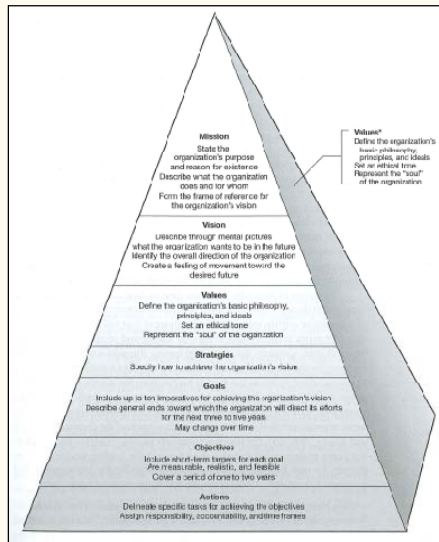 Mission
State the
organization's purpose
and reason for existence
Describe what the organization
does and for whom
Form the frame of reference for
the organization's vision
Values*
Define the organization's
basic philosophy,
principles, and ideals
Set an ethical tone
Represent the "soul"
of the organization
Vision
Describe through mental pictures
what the organization wants to be in the future
Identify the overall direction of the organization
Create a feeling of movement toward the
desired future
Values
Define the organization's basic philosophy,
principles, and ideals
Set an ethical tone
Represent the "soul" of the organization
Strategies
Specify how to achieve the organization's vision
Goals
Include up to ten imperatives for achieving the organization's vision
Describe general ends toward which the organization will direct its efforts
for the next three to five years
May change over time
Objectives
Include short-term targets for each goal
Are measurable, realistic, and feasible
Cover a period of one to two years
Actions
Delineate specific tasks for achieving the objectives
Assign responsibility, accountability, and time frames